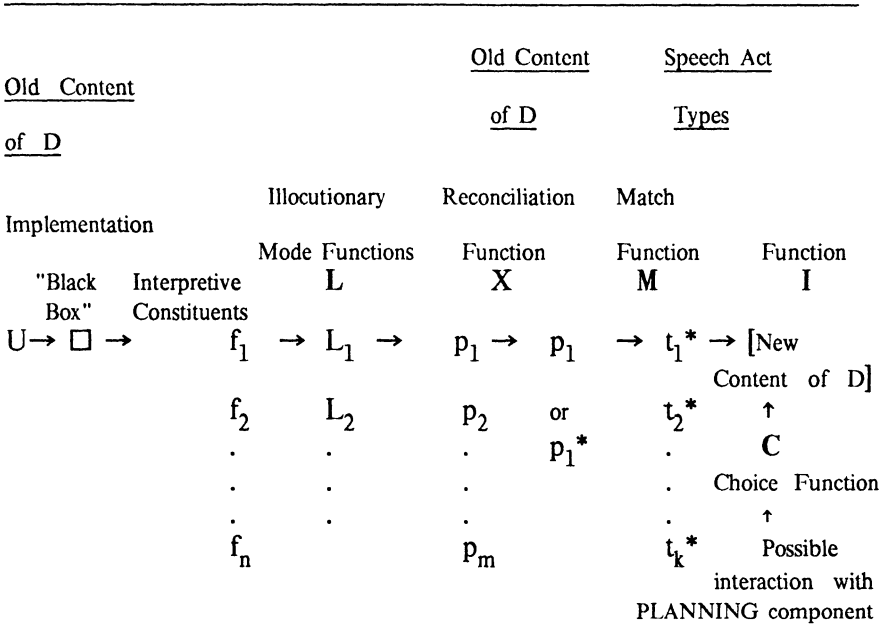 Old Content Speech Act
Old Content
of D Types
of D
Illocutionary Reconciliation Match
Implementation
Mode Functions Function Function Function
"Black Interpretive L X M I
Box" Constituents
U→ □ → f₁ → L₁ → p₁ → p₁ → t₁* → [New
Content of D]
f₂ L₂ p₂ or t₂* ↑
. . . p₁* . C
. . . . Choice Function
. . . . ↑
fₙ pₘ tₖ* Possible
interaction with
PLANNING component